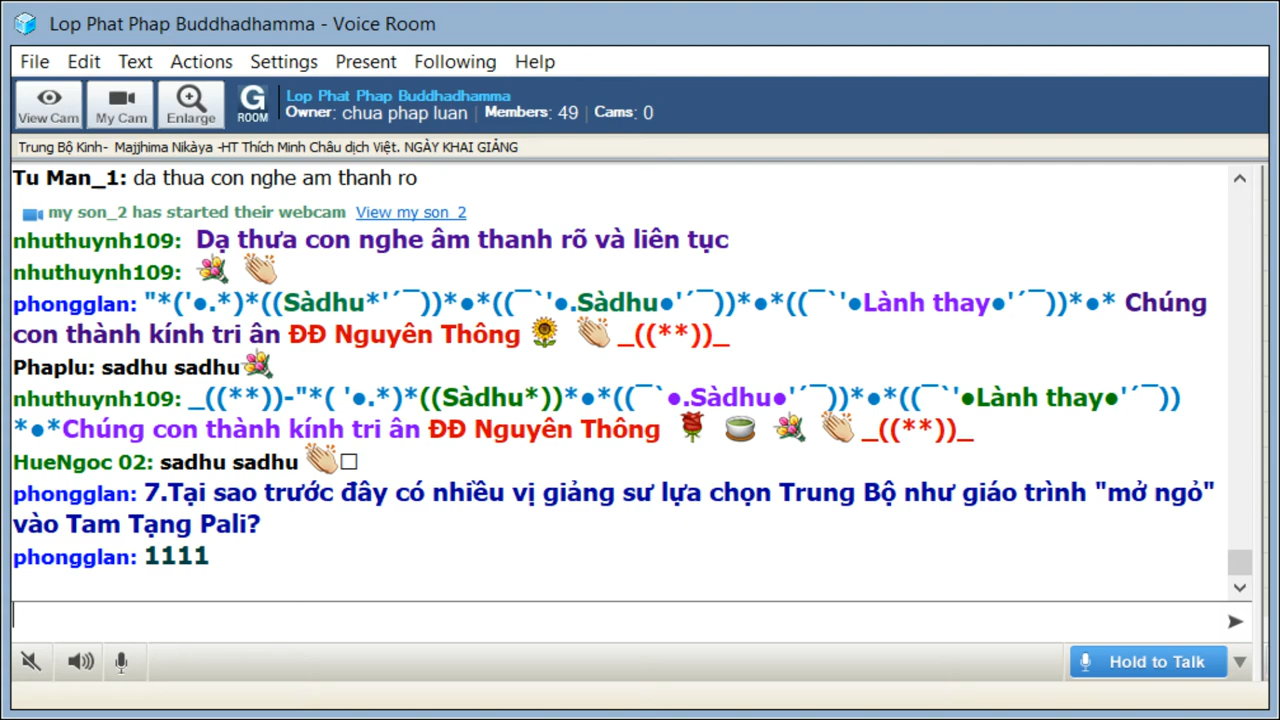 Lop Phat Phap Buddhadhamma - Voice Room
File Edit Text Actions Settings Present Following Help
View Cam My Cam Enlarge G ROOM Lop Phat Phap Buddhadhamma
Owner: chua phap luan | Members: 49 | Cams: 0
Trung Bộ Kinh- Majjhima Nikàya -HT Thích Minh Châu dịch Việt. NGÀY KHAI GIẢNG
Tu Man_1: da thua con nghe am thanh ro
my son_2 has started their webcam View my son_2
nhuthuynh109: Dạ thưa con nghe âm thanh rõ và liên tục
nhuthuynh109:
phongglan: "*('●.*)*((Sàdhu*'´¯))*●*((¯`'●.Sàdhu●'´¯))*●*((¯`'●Lành thay●'´¯))*●* Chúng
con thành kính tri ân ĐĐ Nguyên Thông _((**))_
Phaplu: sadhu sadhu
nhuthuynh109: _((**))-"*( '●.*)*((Sàdhu*))*●*((¯`●.Sàdhu●'´¯))*●*((¯`'●Lành thay●'´¯))
*●*Chúng con thành kính tri ân ĐĐ Nguyên Thông _((**))_
HueNgoc 02: sadhu sadhu
phongglan: 7.Tại sao trước đây có nhiều vị giảng sư lựa chọn Trung Bộ như giáo trình "mở ngỏ"
vào Tam Tạng Pali?
phongglan: 1111
Hold to Talk